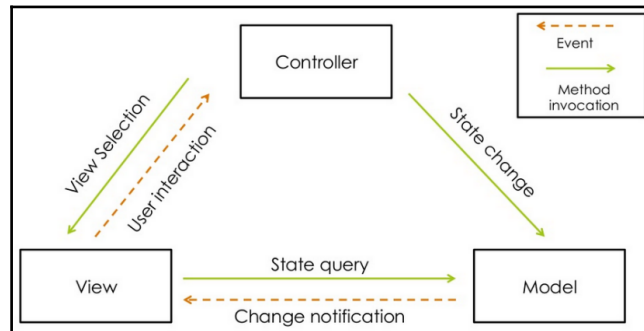 Controller
Event
Method
invocation
View Selection
User interaction
State change
View
State query
Change notification
Model